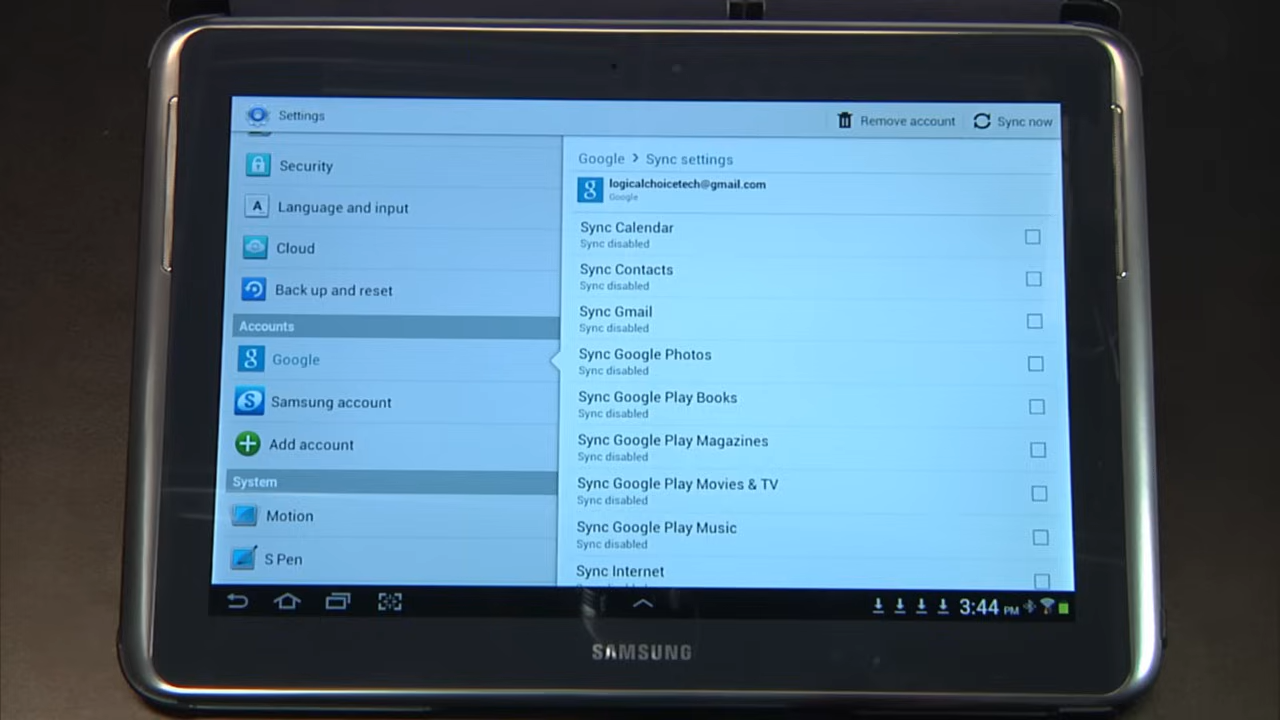 Settings
Remove account
Sync now
Security
Language and input
Cloud
Back up and reset
Accounts
Google
Samsung account
Add account
System
Motion
S Pen
Google > Sync settings
logicalchoicetech@gmail.com
Google
Sync Calendar
Sync disabled
Sync Contacts
Sync disabled
Sync Gmail
Sync disabled
Sync Google Photos
Sync disabled
Sync Google Play Books
Sync disabled
Sync Google Play Magazines
Sync disabled
Sync Google Play Movies & TV
Sync disabled
Sync Google Play Music
Sync disabled
Sync Internet
3:44 PM
SAMSUNG